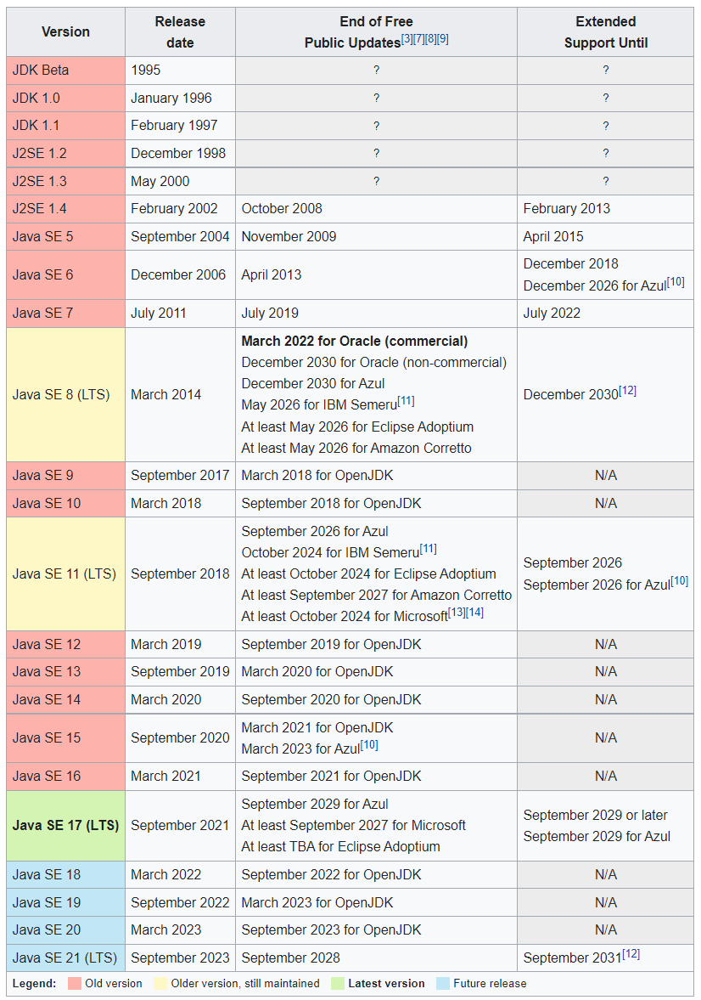 Version
Release
date
End of Free
Public Updates[3][7][8][9]
Extended
Support Until
JDK Beta 1995 ? ?
JDK 1.0 January 1996 ? ?
JDK 1.1 February 1997 ? ?
J2SE 1.2 December 1998 ? ?
J2SE 1.3 May 2000 ? ?
J2SE 1.4 February 2002 October 2008 February 2013
Java SE 5 September 2004 November 2009 April 2015
Java SE 6 December 2006 April 2013
December 2018
December 2026 for Azul[10]
Java SE 7 July 2011 July 2019 July 2022
Java SE 8 (LTS) March 2014
March 2022 for Oracle (commercial)
December 2030 for Oracle (non-commercial)
December 2030 for Azul
May 2026 for IBM Semeru[11]
At least May 2026 for Eclipse Adoptium
At least May 2026 for Amazon Corretto
December 2030[12]
Java SE 9 September 2017 March 2018 for OpenJDK N/A
Java SE 10 March 2018 September 2018 for OpenJDK N/A
Java SE 11 (LTS) September 2018
September 2026 for Azul
October 2024 for IBM Semeru[11]
At least October 2024 for Eclipse Adoptium
At least September 2027 for Amazon Corretto
At least October 2024 for Microsoft[13][14]
September 2026
September 2026 for Azul[10]
Java SE 12 March 2019 September 2019 for OpenJDK N/A
Java SE 13 September 2019 March 2020 for OpenJDK N/A
Java SE 14 March 2020 September 2020 for OpenJDK N/A
Java SE 15 September 2020
March 2021 for OpenJDK
March 2023 for Azul[10]
N/A
Java SE 16 March 2021 September 2021 for OpenJDK N/A
Java SE 17 (LTS) September 2021
September 2029 for Azul
At least September 2027 for Microsoft
At least TBA for Eclipse Adoptium
September 2029 or later
September 2029 for Azul
Java SE 18 March 2022 September 2022 for OpenJDK N/A
Java SE 19 September 2022 March 2023 for OpenJDK N/A
Java SE 20 March 2023 September 2023 for OpenJDK N/A
Java SE 21 (LTS) September 2023 September 2028 September 2031[12]
Legend: Old version Older version, still maintained Latest version Future release